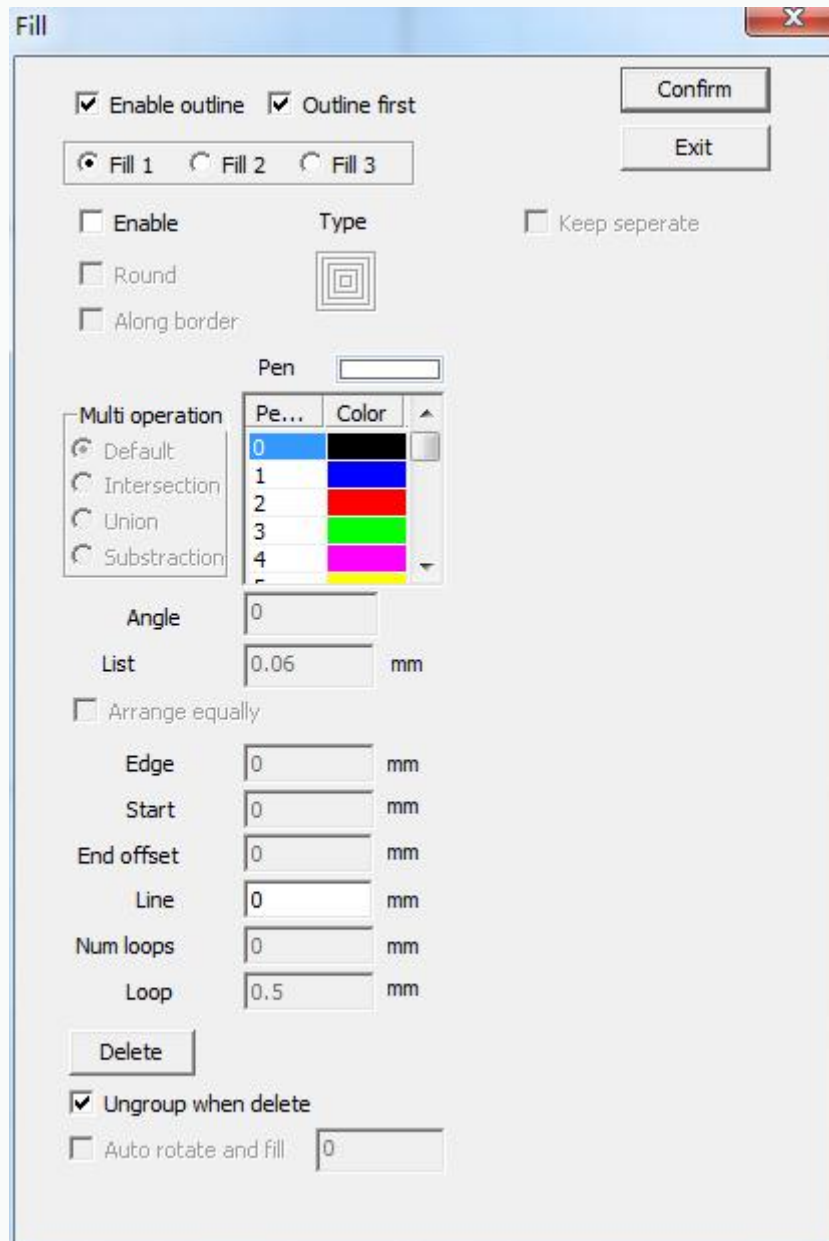 Fill
Enable outline Outline first
Confirm
Fill 1 Fill 2 Fill 3
Exit
Enable Type Keep seperate
Round
Along border
Pen
Multi operation
Default
Intersection
Union
Substraction
Pe... Color
0
1
2
3
4
Angle 0
List 0.06 mm
Arrange equally
Edge 0 mm
Start 0 mm
End offset 0 mm
Line 0 mm
Num loops 0 mm
Loop 0.5 mm
Delete
Ungroup when delete
Auto rotate and fill 0